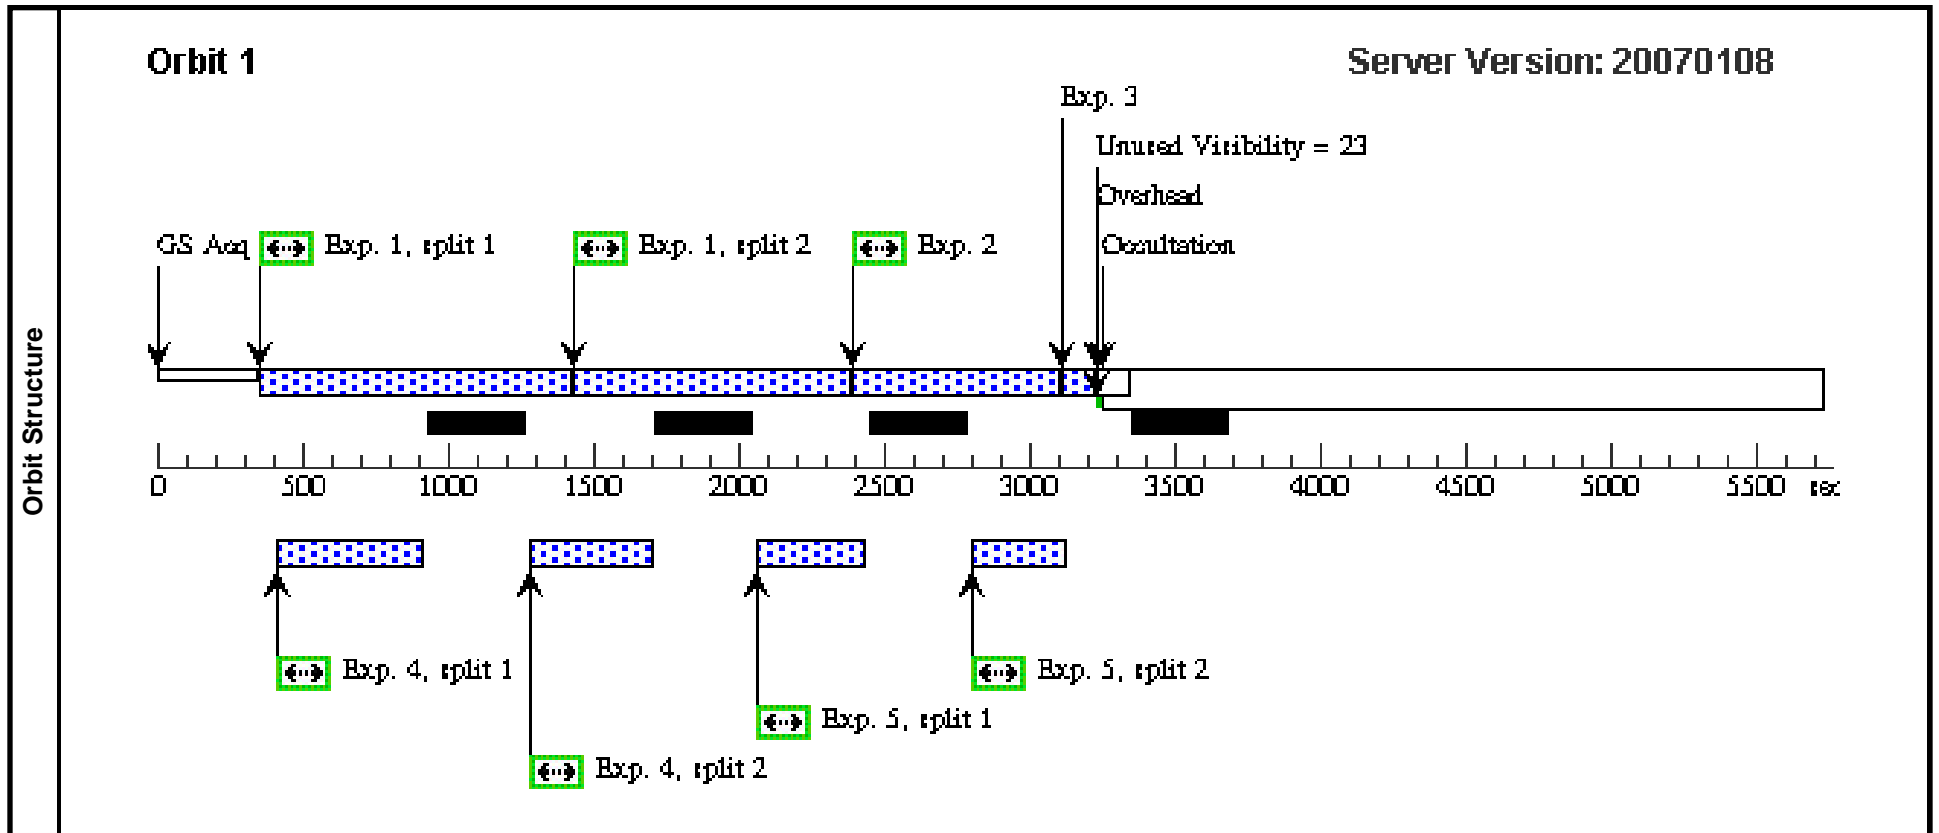 Orbit Structure
Orbit 1
Server Version: 20070108
Exp. 3
Unused Visibility = 23
Overhead
GS Acq
Exp. 1, split 1
Exp. 1, split 2
Exp. 2
Occultation
0 500 1000 1500 2000 2500 3000 3500 4000 4500 5000 5500 sec
Exp. 4, split 1
Exp. 5, split 2
Exp. 5, split 1
Exp. 4, split 2